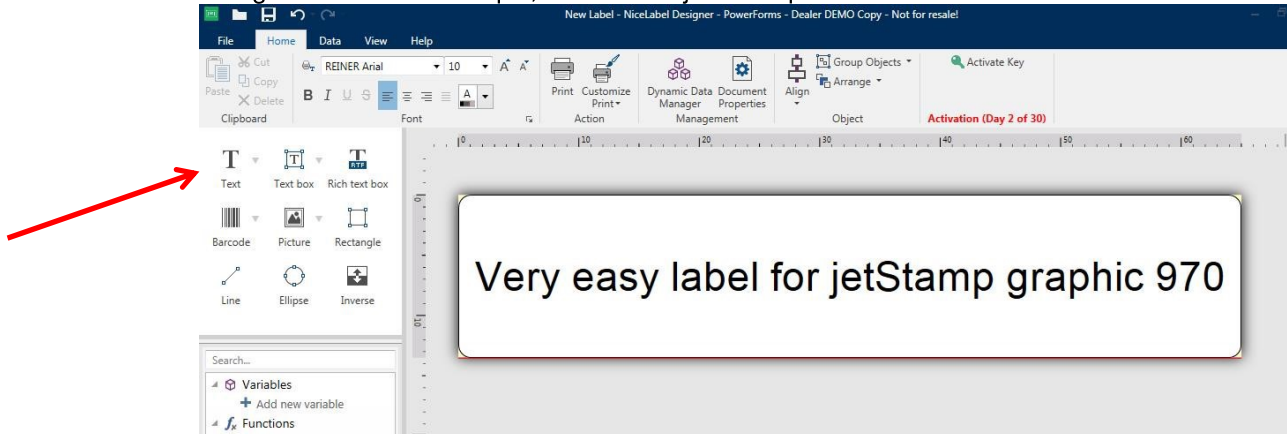 New Label - NiceLabel Designer - PowerForms - Dealer DEMO Copy - Not for resale!
File Home Data View Help
Cut
Copy
Paste
Delete
Clipboard
REINER Arial 10 A A
B I U S A
Font
Print Customize Print
Action
Dynamic Data Manager Document Properties
Management
Align
Group Objects
Arrange
Object
Activate Key
Activation (Day 2 of 30)
0 10 20 30 40 50 60
T T T RTF
Text Text box Rich text box
Barcode Picture Rectangle
Line Ellipse Inverse
0
10
Very easy label for jetStamp graphic 970
Search...
Variables
Add new variable
fx Functions